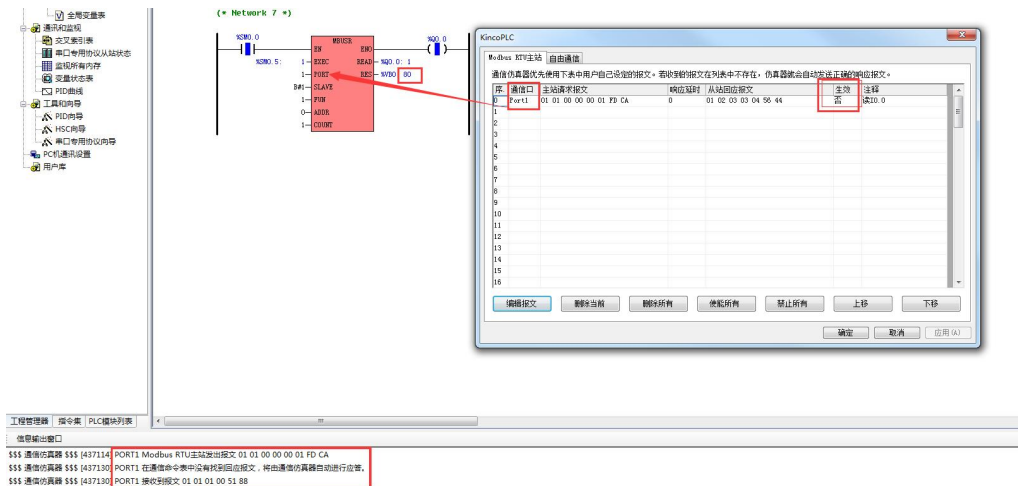 全局变量表
通讯和监视
交叉索引表
串口专用协议从站状态
监视所有内存
变量状态表
PID曲线
工具和向导
PID向导
HSC向导
串口专用协议向导
PC机通讯设置
用户库
工程管理器 指令集 PLC模块列表
(* Network 7 *)
%SM0.0
MBUSR
%Q0.0
EN ENO
%SM0.5: 1 EXEC READ %Q0.0: 1
1 PORT RES %VB0 80
B#1 SLAVE
1 FUN
0 ADDR
1 COUNT
KincoPLC
Modbus RTU主站 自由通信
通信仿真器优先使用下表中用户自己设定的报文。若收到的报文在列表中不存在，仿真器就会自动发送正确的响应报文。
序. 通信口 主站请求报文 响应延时 从站回应报文 生效 注释
0 Port1 01 01 00 00 00 01 FD CA 0 01 02 03 03 04 56 44 否 读I0.0
1
2
3
4
5
6
7
8
9
10
11
12
13
14
15
16
编辑报文 删除当前 删除所有 使能所有 禁止所有 上移 下移
确定 取消 应用(A)
信息输出窗口
$$$ 通信仿真器 $$$ [437114] PORT1 Modbus RTU主站发出报文 01 01 00 00 00 01 FD CA
$$$ 通信仿真器 $$$ [437130] PORT1 在通信命令表中没有找到回应报文，将由通信仿真器自动进行应答。
$$$ 通信仿真器 $$$ [437130] PORT1 接收到报文 01 01 01 00 51 88